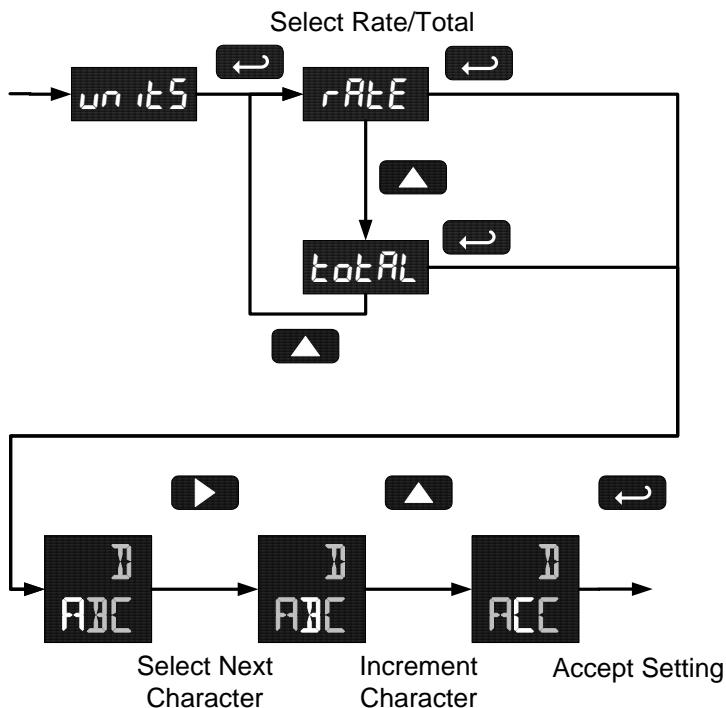 Select Rate/Total
unitS
rAtE
totAL
D
ABC
D
ABC
D
ACC
Select Next
Character
Increment
Character
Accept Setting